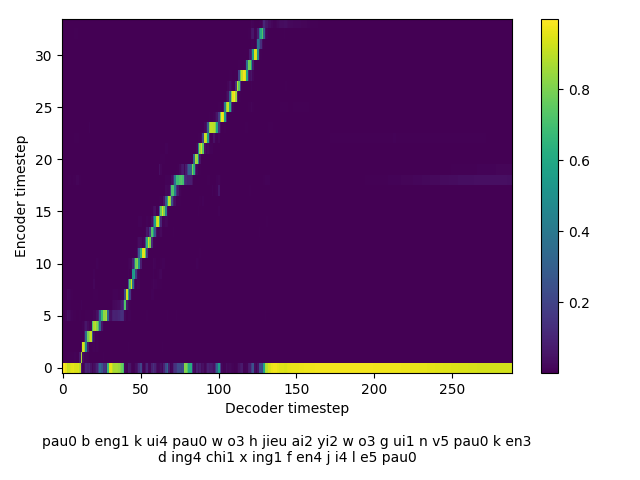 30
25
20
15
10
5
0
Encoder timestep
0 50 100 150 200 250
Decoder timestep
0.8
0.6
0.4
0.2
pau0 b eng1 k ui4 pau0 w o3 h jieu ai2 yi2 w o3 g ui1 n v5 pau0 k en3
d ing4 chi1 x ing1 f en4 j i4 l e5 pau0